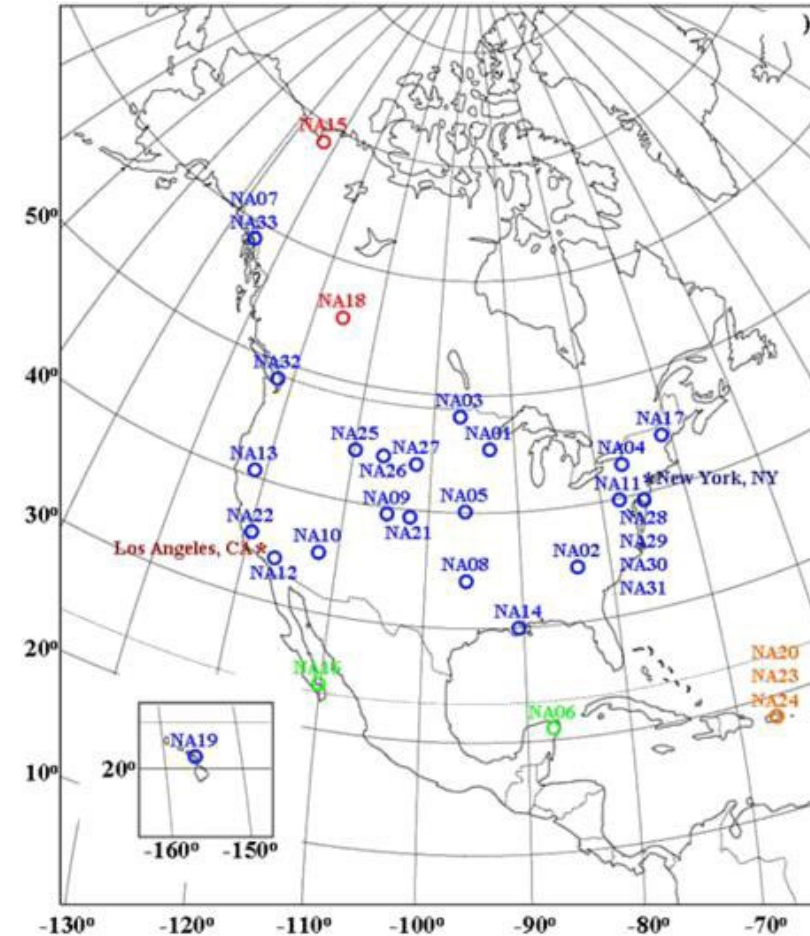 )
NA15
NA07
50°
NA33
NA18
NA32
40°
NA03
NA17
NA25
NA27
NA01
NA04
NA13
NA26
*New York, NY
NA11
NA09
NA05
30°
NA22
NA21
NA28
NA10
NA29
Los Angeles, CA*
NA02
NA12
NA08
NA30
NA31
NA14
20°
NA20
NA16
NA23
NA24
NA06
NA19
20°
10°
-160° -150°
-130° -120° -110° -100° -90° -80° -70°